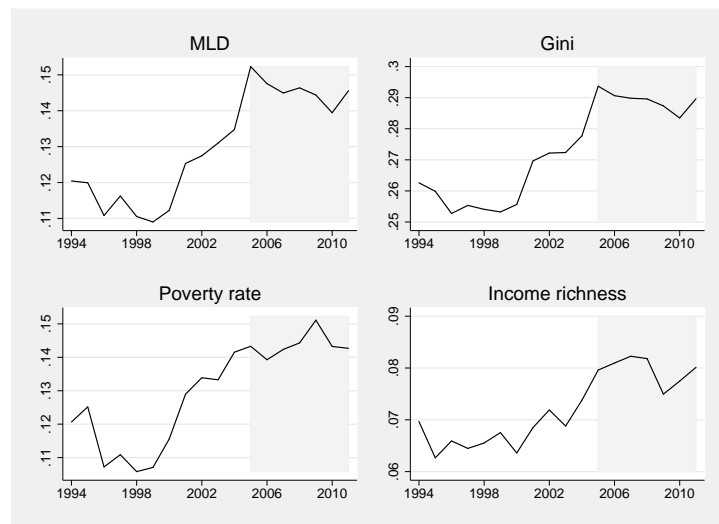 MLD
.15
.14
.13
.12
.11
1994 1998 2002 2006 2010
Gini
.3
.29
.28
.27
.26
.25
1994 1998 2002 2006 2010
Poverty rate
.15
.14
.13
.12
.11
1994 1998 2002 2006 2010
Income richness
.09
.08
.07
.06
1994 1998 2002 2006 2010